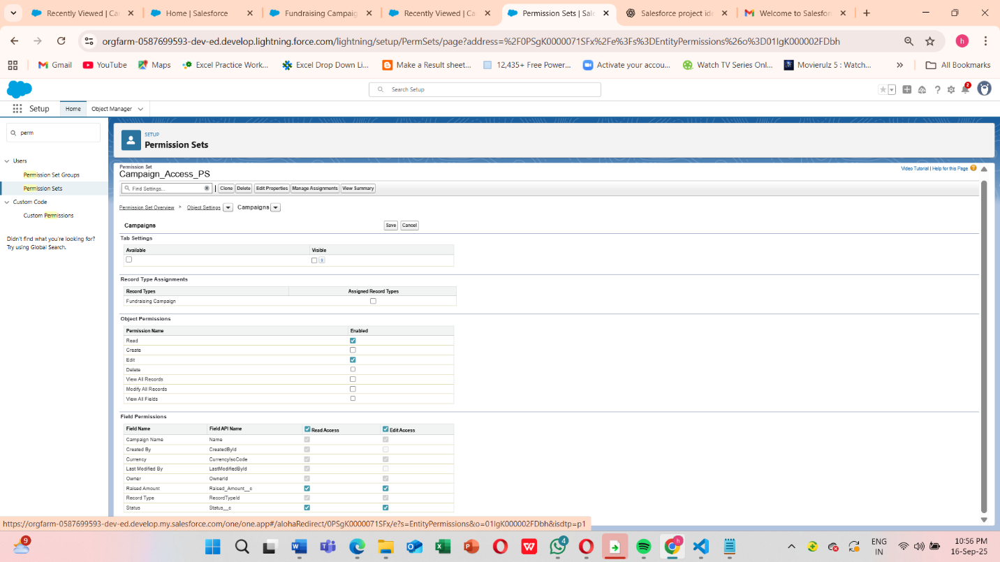 Recently Viewed | Ca
Home | Salesforce
Fundraising Campaig
Recently Viewed | Ca
Permission Sets | Sale
Salesforce project ide
Welcome to Salesfor
orgfarm-0587699593-dev-ed.develop.lightning.force.com/lightning/setup/PermSets/page?address=%2F0PSgK0000071SFx%2Fe%3Fs%3DEntityPermissions%26o%3D01IgK000002FDbh
h
Gmail
YouTube
Maps
Excel Practice Work...
Excel Drop Down Li...
Make a Result sheet...
12,435+ Free Power...
Activate your accou...
Watch TV Series Onl...
Movierulz 5 : Watch...
All Bookmarks
Search Setup
2
Setup
Home
Object Manager
perm
Users
Permission Set Groups
Permission Sets
Custom Code
Custom Permissions
Didn't find what you're looking for?
Try using Global Search.
SETUP
Permission Sets
Permission Set
Campaign_Access_PS
Video Tutorial | Help for this Page
Find Settings...
Clone
Delete
Edit Properties
Manage Assignments
View Summary
Permission Set Overview > Object Settings Campaigns
Campaigns
Save
Cancel
Tab Settings
Available Visible
Record Type Assignments
Record Types Assigned Record Types
Fundraising Campaign
Object Permissions
Permission Name Enabled
Read
Create
Edit
Delete
View All Records
Modify All Records
View All Fields
Field Permissions
Field Name Field API Name Read Access Edit Access
Campaign Name Name
Created By CreatedById
Currency CurrencyIsoCode
Last Modified By LastModifiedById
Owner OwnerId
Raised Amount Raised_Amount__c
Record Type RecordTypeId
Status Status__c
https://orgfarm-0587699593-dev-ed.develop.my.salesforce.com/one/one.app#/alohaRedirect/0PSgK0000071SFx/e?s=EntityPermissions&o=01IgK000002FDbh&isdtp=p1
9
4
h
ENG
IN
10:56 PM
16-Sep-25